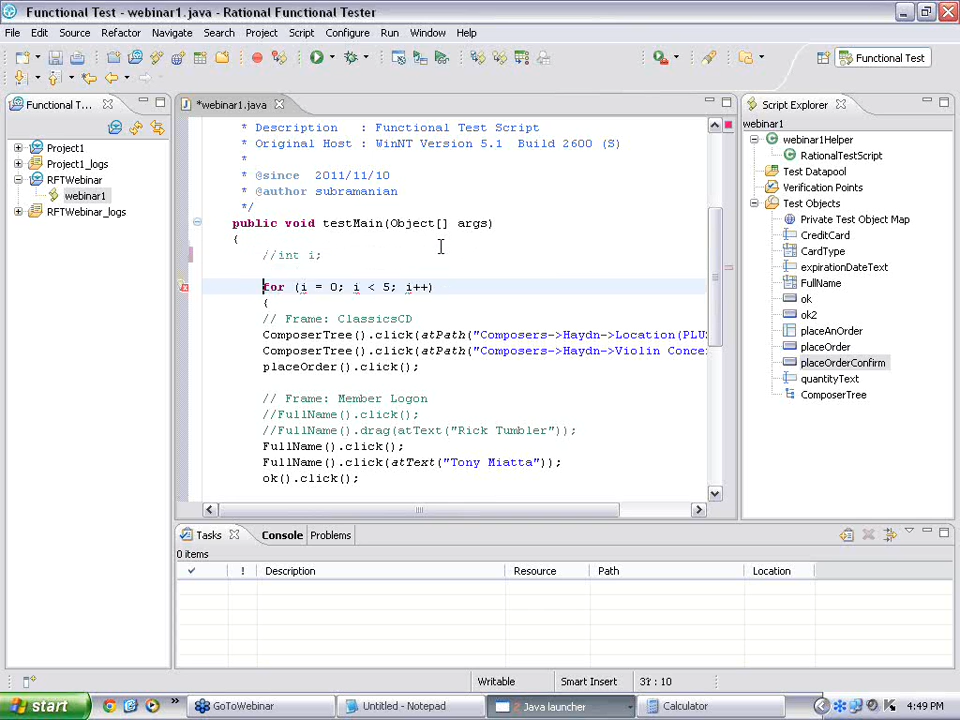 Functional Test - webinar1.java - Rational Functional Tester
File Edit Source Refactor Navigate Search Project Script Configure Run Window Help
Functional Test
Functional T...
*webinar1.java
Script Explorer
Project1
Project1_logs
RFTWebinar
webinar1
RFTWebinar_logs
* Description : Functional Test Script
* Original Host : WinNT Version 5.1 Build 2600 (S)
*
* @since 2011/11/10
* @author subramanian
*/
public void testMain(Object[] args)
{
//int i;
for (i = 0; i < 5; i++)
{
// Frame: ClassicsCD
ComposerTree().click(atPath("Composers->Haydn->Location(PLUS
ComposerTree().click(atPath("Composers->Haydn->Violin Conce
placeOrder().click();
// Frame: Member Logon
//FullName().click();
//FullName().drag(atText("Rick Tumbler"));
FullName().click();
FullName().click(atText("Tony Miatta"));
ok().click();
webinar1
webinar1Helper
RationalTestScript
Test Datapool
Verification Points
Test Objects
Private Test Object Map
CreditCard
CardType
expirationDateText
FullName
ok
ok2
placeAnOrder
placeOrder
placeOrderConfirm
quantityText
ComposerTree
Tasks Console Problems
0 items
! Description Resource Path Location
Writable Smart Insert 31 : 10
start
GoToWebinar
Untitled - Notepad
Java launcher
Calculator
4:49 PM